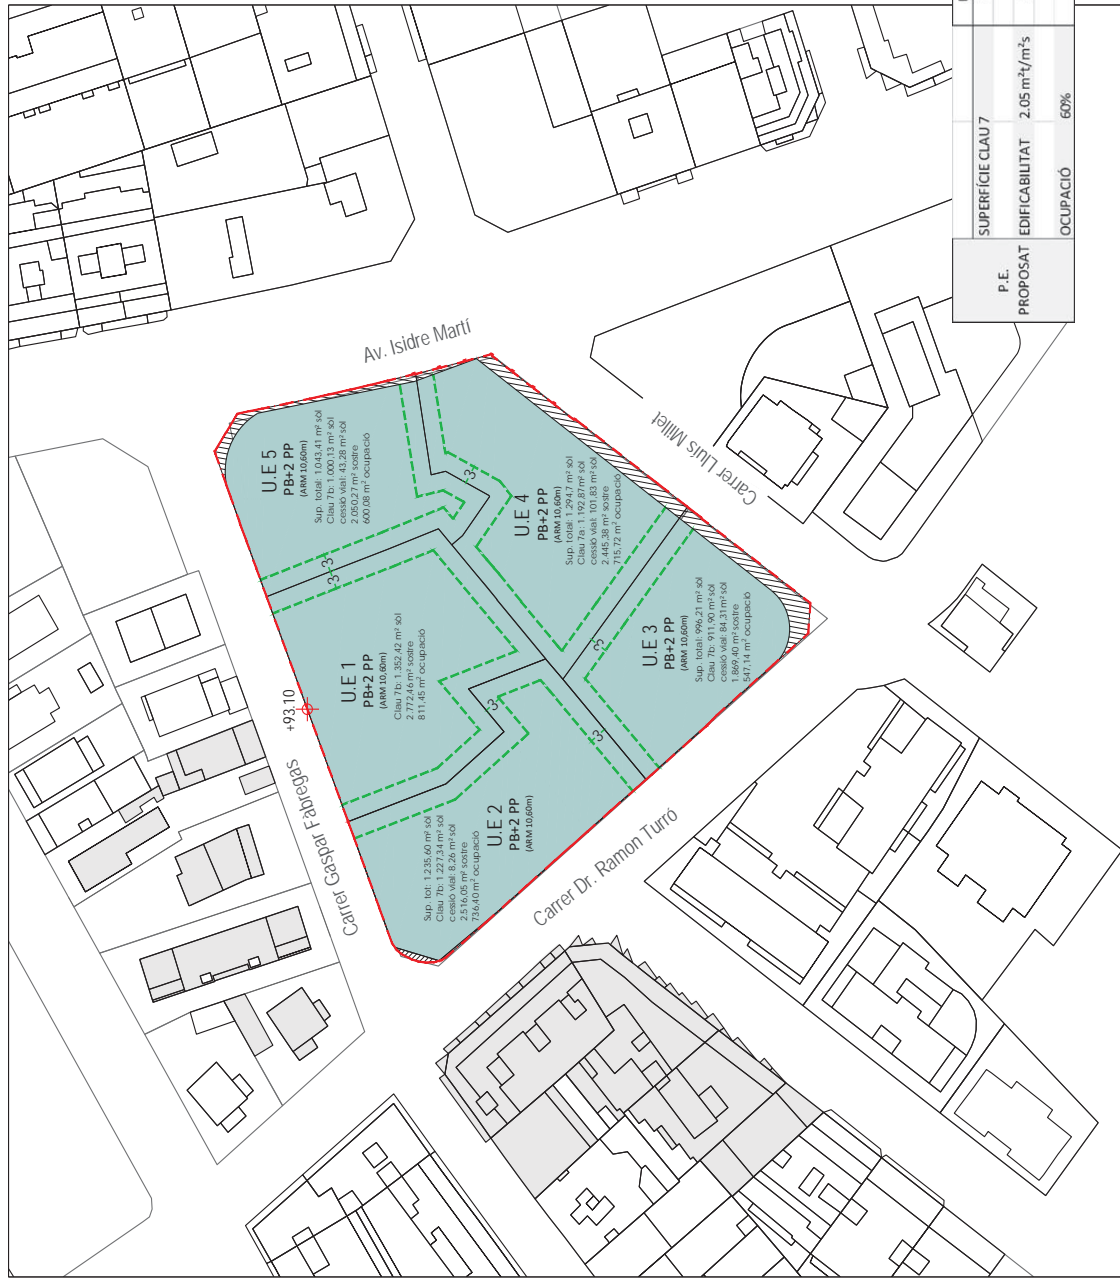 Av. Isidre Martí
Carrer Lluís Millet
Carrer Dr. Ramon Turró
Carrer Gaspar Fàbregas
+93,10
U.E 5
PB+2 PP
(ARM 10,60m)
Sup. total: 1.043,41 m² sòl
Clau 7b: 1.000,13 m² sòl
cessió vial: 43,28 m² sòl
2.050,27 m² sostre
600,08 m² ocupació
U.E 4
PB+2 PP
(ARM 10,60m)
Sup. total: 1.294,7 m² sòl
Clau 7a: 1.192,87m² sòl
cessió vial: 101,83 m² sòl
2.445,38 m² sostre
715,72 m² ocupació
U.E 1
PB+2 PP
(ARM 10,60m)
Clau 7b: 1.352,42 m² sòl
2.772,46 m² sostre
811,45 m² ocupació
U.E 3
PB+2 PP
(ARM 10,60m)
Sup. total: 996,21 m² sòl
Clau 7b: 911,90 m² sòl
cessió vial: 84,31m² sòl
1.869,40 m² sostre
547,14 m² ocupació
U.E 2
PB+2 PP
(ARM 10,60m)
Sup. tot: 1.235,60 m² sòl
Clau 7b: 1.227,34 m² sòl
cessió vial: 8,26 m² sòl
2.516,05 m² sostre
736,40 m² ocupació
-3-
-3-
-3-
-3-
-3-
-3-
P.E.
PROPOSAT
SUPERFÍCIE CLAU 7
EDIFICABILITAT 2.05 m²t/m²s
OCUPACIÓ 60%